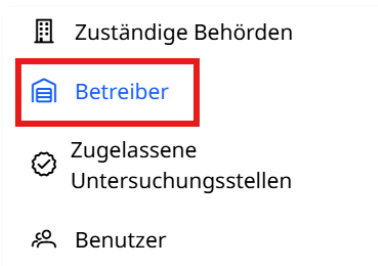 Zuständige Behörden
Betreiber
Zugelassene
Untersuchungsstellen
Benutzer